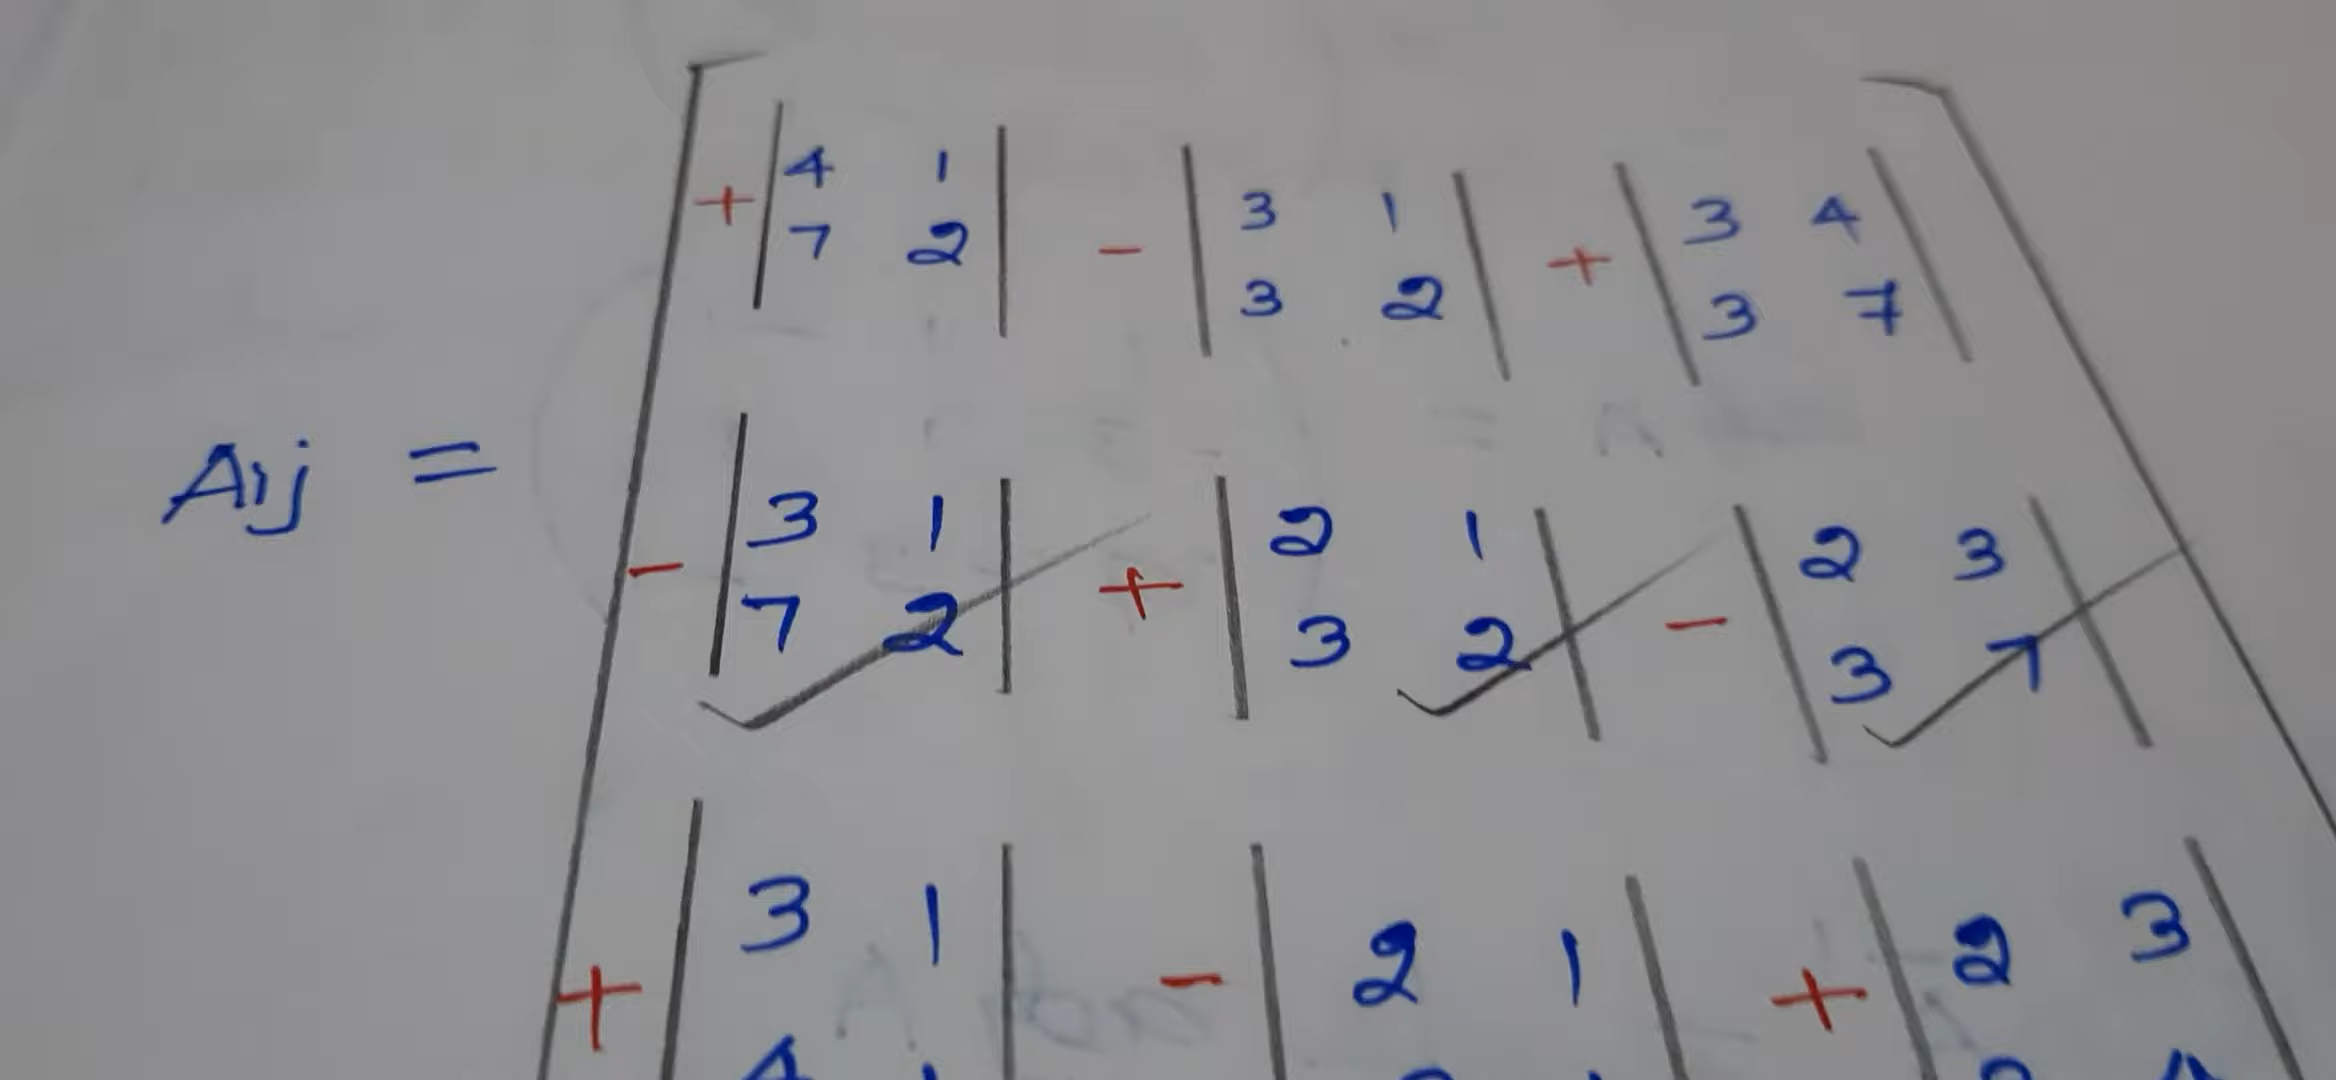 + | 4 1 | - | 3 1 | + | 3 4 |
| 7 2 | | 3 2 | | 3 7 |
Aij =
- | 3 1 | + | 2 1 | - | 2 3 |
| 7 2 | | 3 2 | | 3 7 |
+ | 3 1 | - | 2 1 | + | 2 3 |